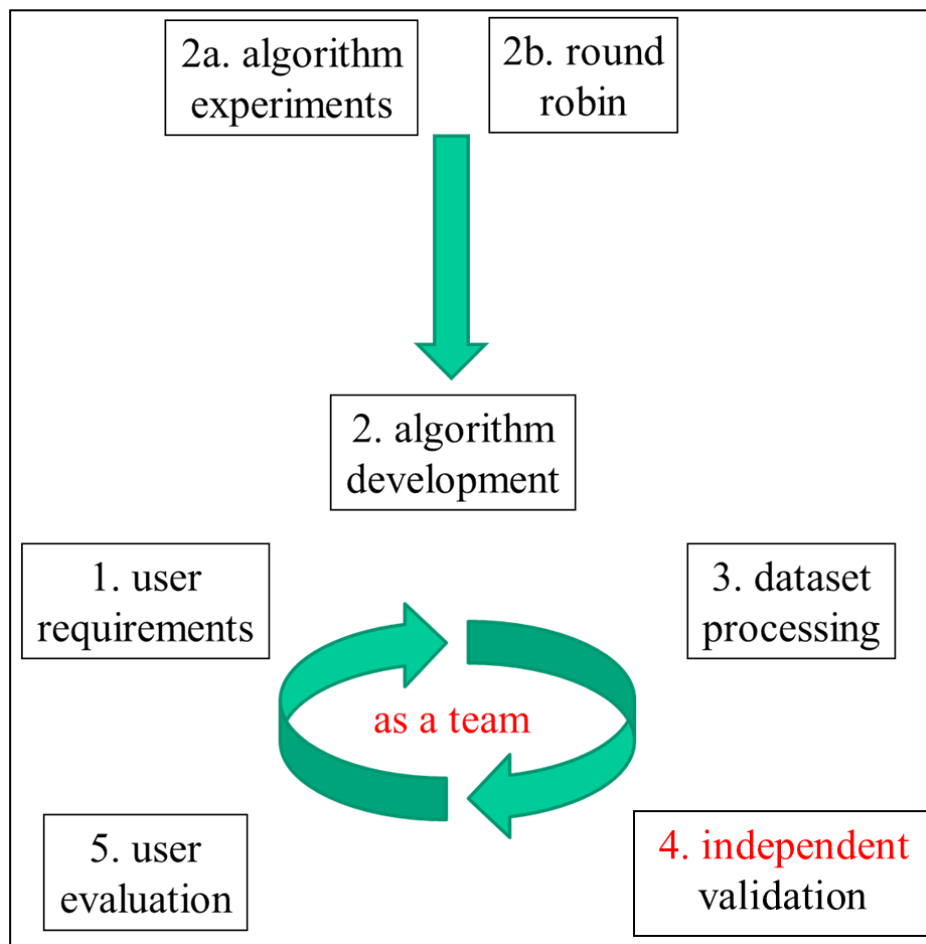 2a. algorithm
experiments
2b. round
robin
2. algorithm
development
1. user
requirements
3. dataset
processing
as a team
5. user
evaluation
4. independent
validation